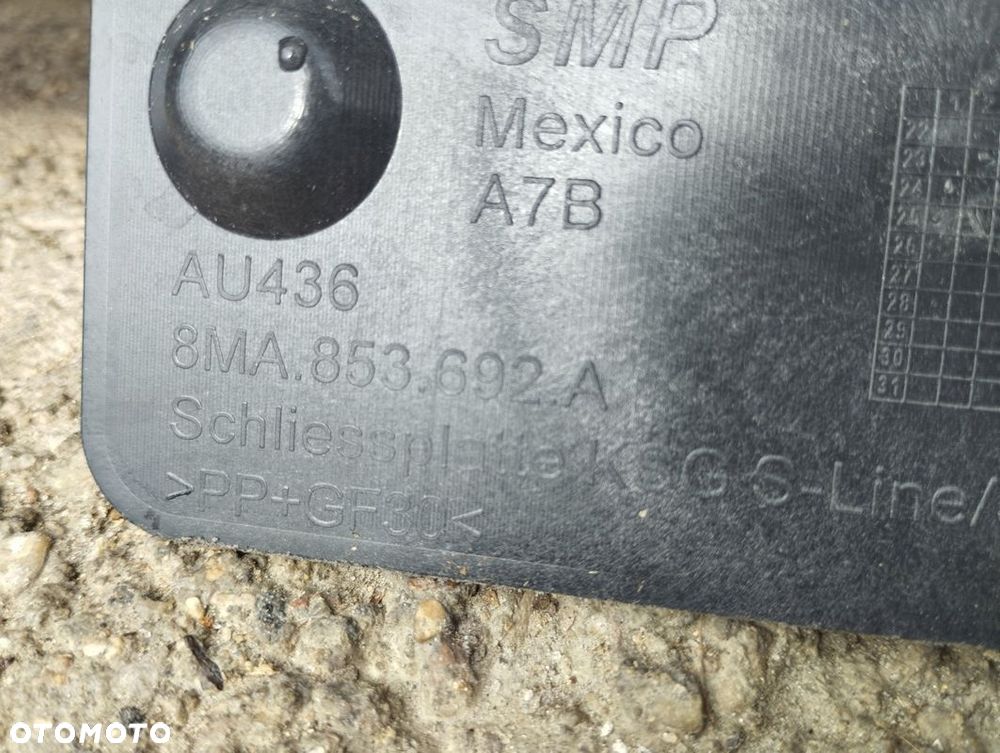 SMP
Mexico
A7B
AU436
8MA.853.692.A
Schliessplatte KSG S-Line/
>PP+GF30<
22
23
24
25
26
27
28
29
30
31
OTOMOTO